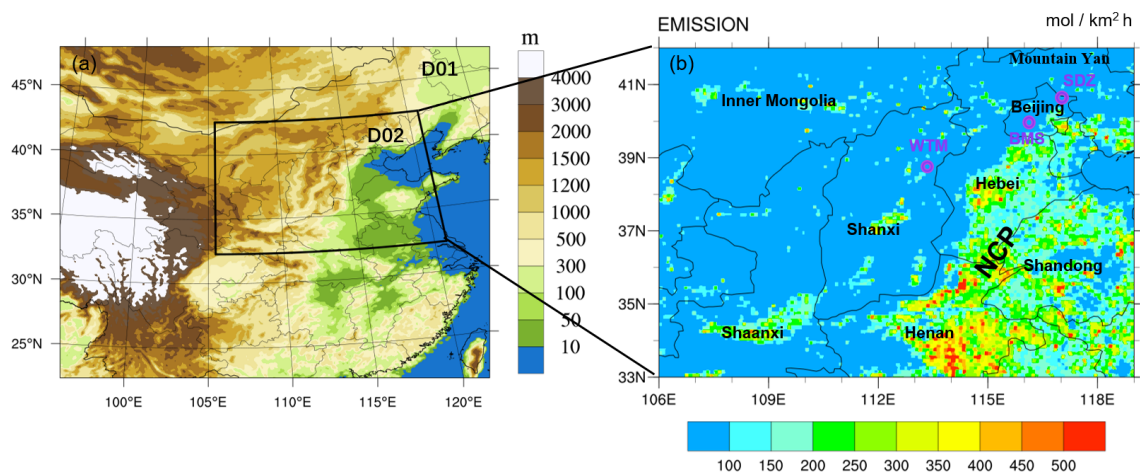 EMISSION
mol / km² h
m
(a)
D01
D02
4000
3000
2000
1500
1200
1000
500
300
100
50
10
45°N
40°N
35°N
30°N
25°N
100°E
105°E
110°E
115°E
120°E
(b)
Mountain Yan
SDZ
Inner Mongolia
Beijing
BMS
WTM
Hebei
Shanxi
NCP
Shandong
Shaanxi
Henan
41N
39N
37N
35N
33N
106E
109E
112E
115E
118E
100
150
200
250
300
350
400
450
500